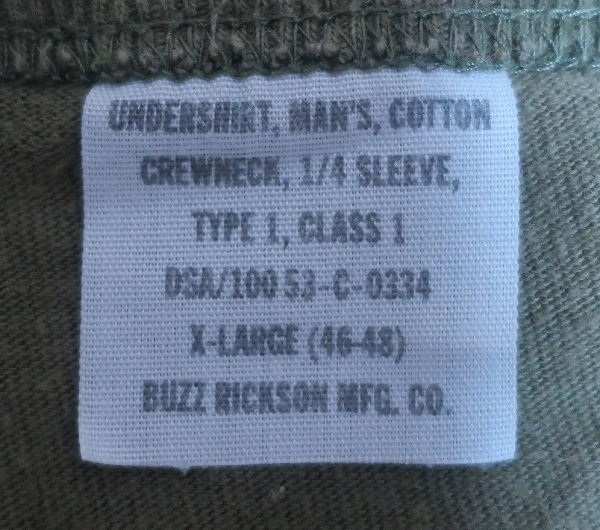 UNDERSHIRT, MAN'S, COTTON
CREWNECK, 1/4 SLEEVE,
TYPE 1, CLASS 1
DSA/100 53-C-0334
X-LARGE (46-48)
BUZZ RICKSON MFG. CO.